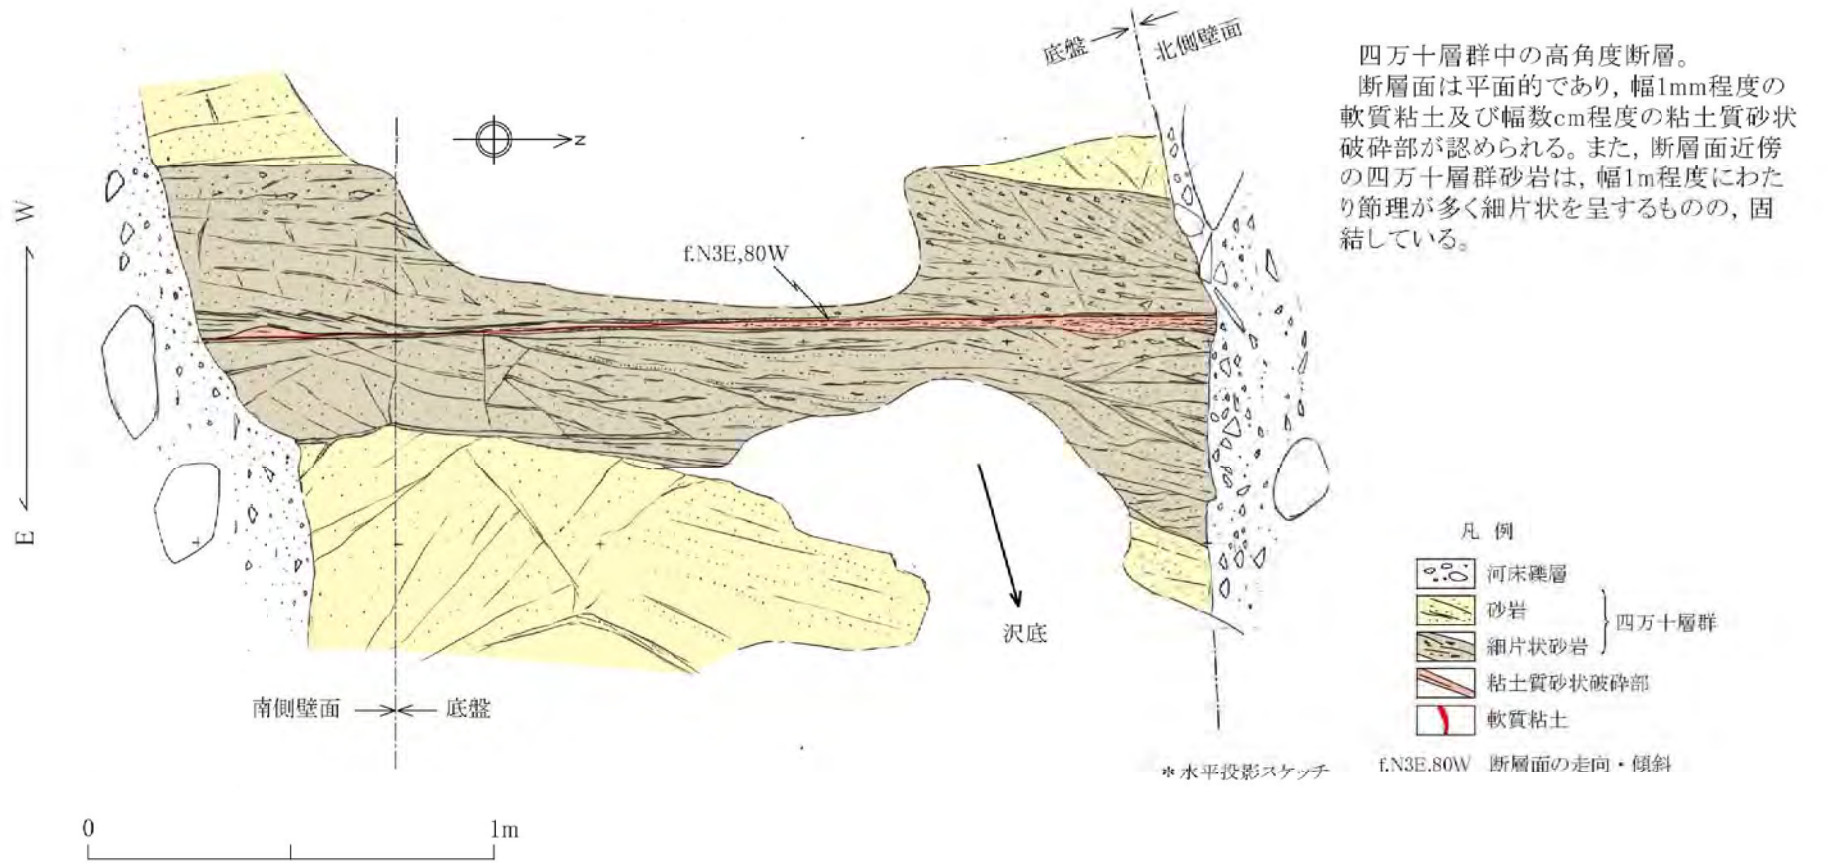 底盤
北側壁面
四万十層群中の高角度断層。
断層面は平面的であり，幅1mm程度の
軟質粘土及び幅数cm程度の粘土質砂状
破砕部が認められる。また，断層面近傍
の四万十層群砂岩は，幅1m程度にわた
り節理が多く細片状を呈するものの，固
結している。
N
W
E
f.N3E,80W
沢底
南側壁面
底盤
凡 例
河床礫層
砂岩
細片状砂岩
四万十層群
粘土質砂状破砕部
軟質粘土
f.N3E.80W 断層面の走向・傾斜
＊水平投影スケッチ
0
1m